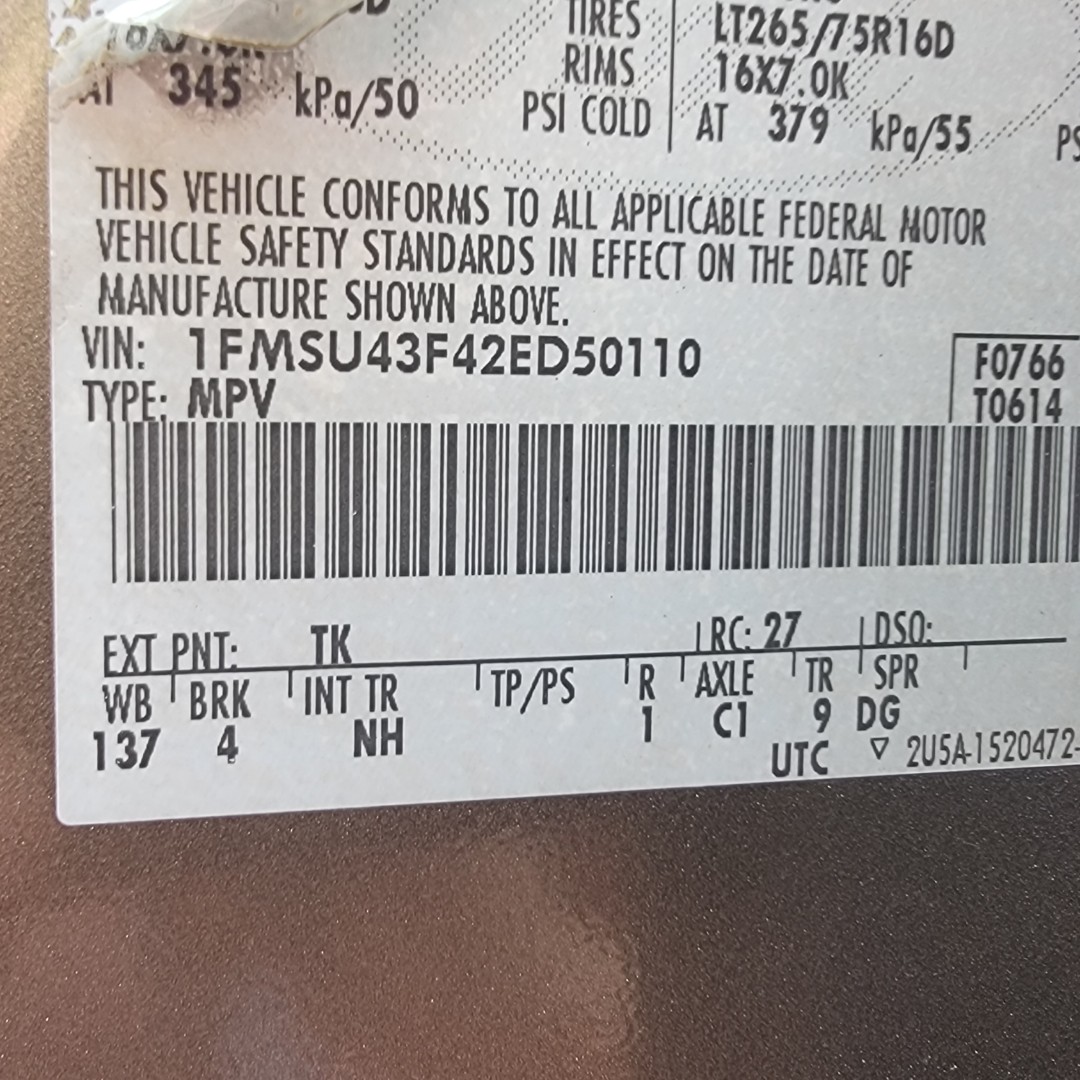 TIRES LT265/75R16D
RIMS 16X7.0K
AT 345 kPa/50 PSI COLD AT 379 kPa/55 PS
THIS VEHICLE CONFORMS TO ALL APPLICABLE FEDERAL MOTOR
VEHICLE SAFETY STANDARDS IN EFFECT ON THE DATE OF
MANUFACTURE SHOWN ABOVE.
VIN: 1FMSU43F42ED50110
F0766
TYPE: MPV
T0614
EXT PNT: TK RC: 27 DSO:
WB BRK INT TR TP/PS R AXLE TR SPR
137 4 NH 1 C1 9 DG
UTC ▽ 2U5A-1520472-